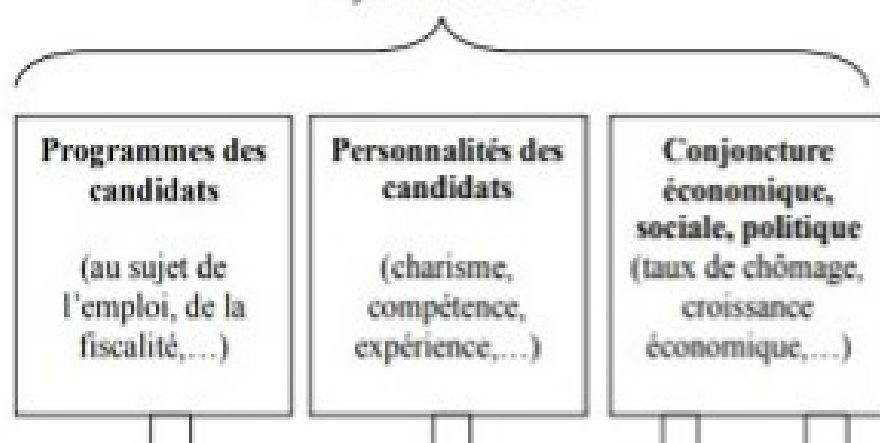 Programmes des
candidats
(au sujet de
l'emploi, de la
fiscalité,…)
Personnalités des
candidats
(charisme,
compétence,
expérience,…)
Conjoncture
économique,
sociale, politique
(taux de chômage,
croissance
économique,…)